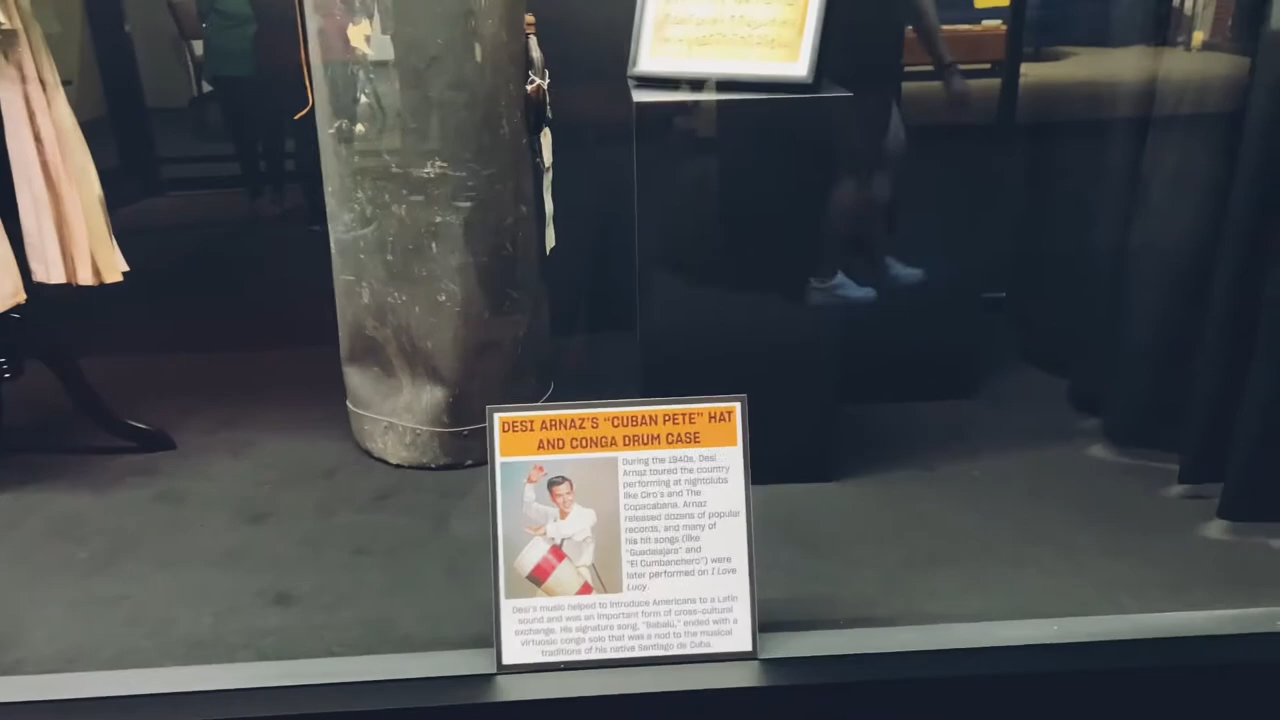 DESI ARNAZ'S "CUBAN PETE" HAT
AND CONGA DRUM CASE
During the 1940s, Desi
Arnaz toured the country
performing at nightclubs
like Ciro's and The
Copacabana. Arnaz
released dozens of popular
records, and many of
his hit songs (like
"Guadalajara" and
"El Cumbanchero") were
later performed on I Love
Lucy.
Desi's music helped to introduce Americans to a Latin
sound and was an important form of cross-cultural
exchange. His signature song, "Babalú," ended with a
virtuosic conga solo that was a nod to the musical
traditions of his native Santiago de Cuba.